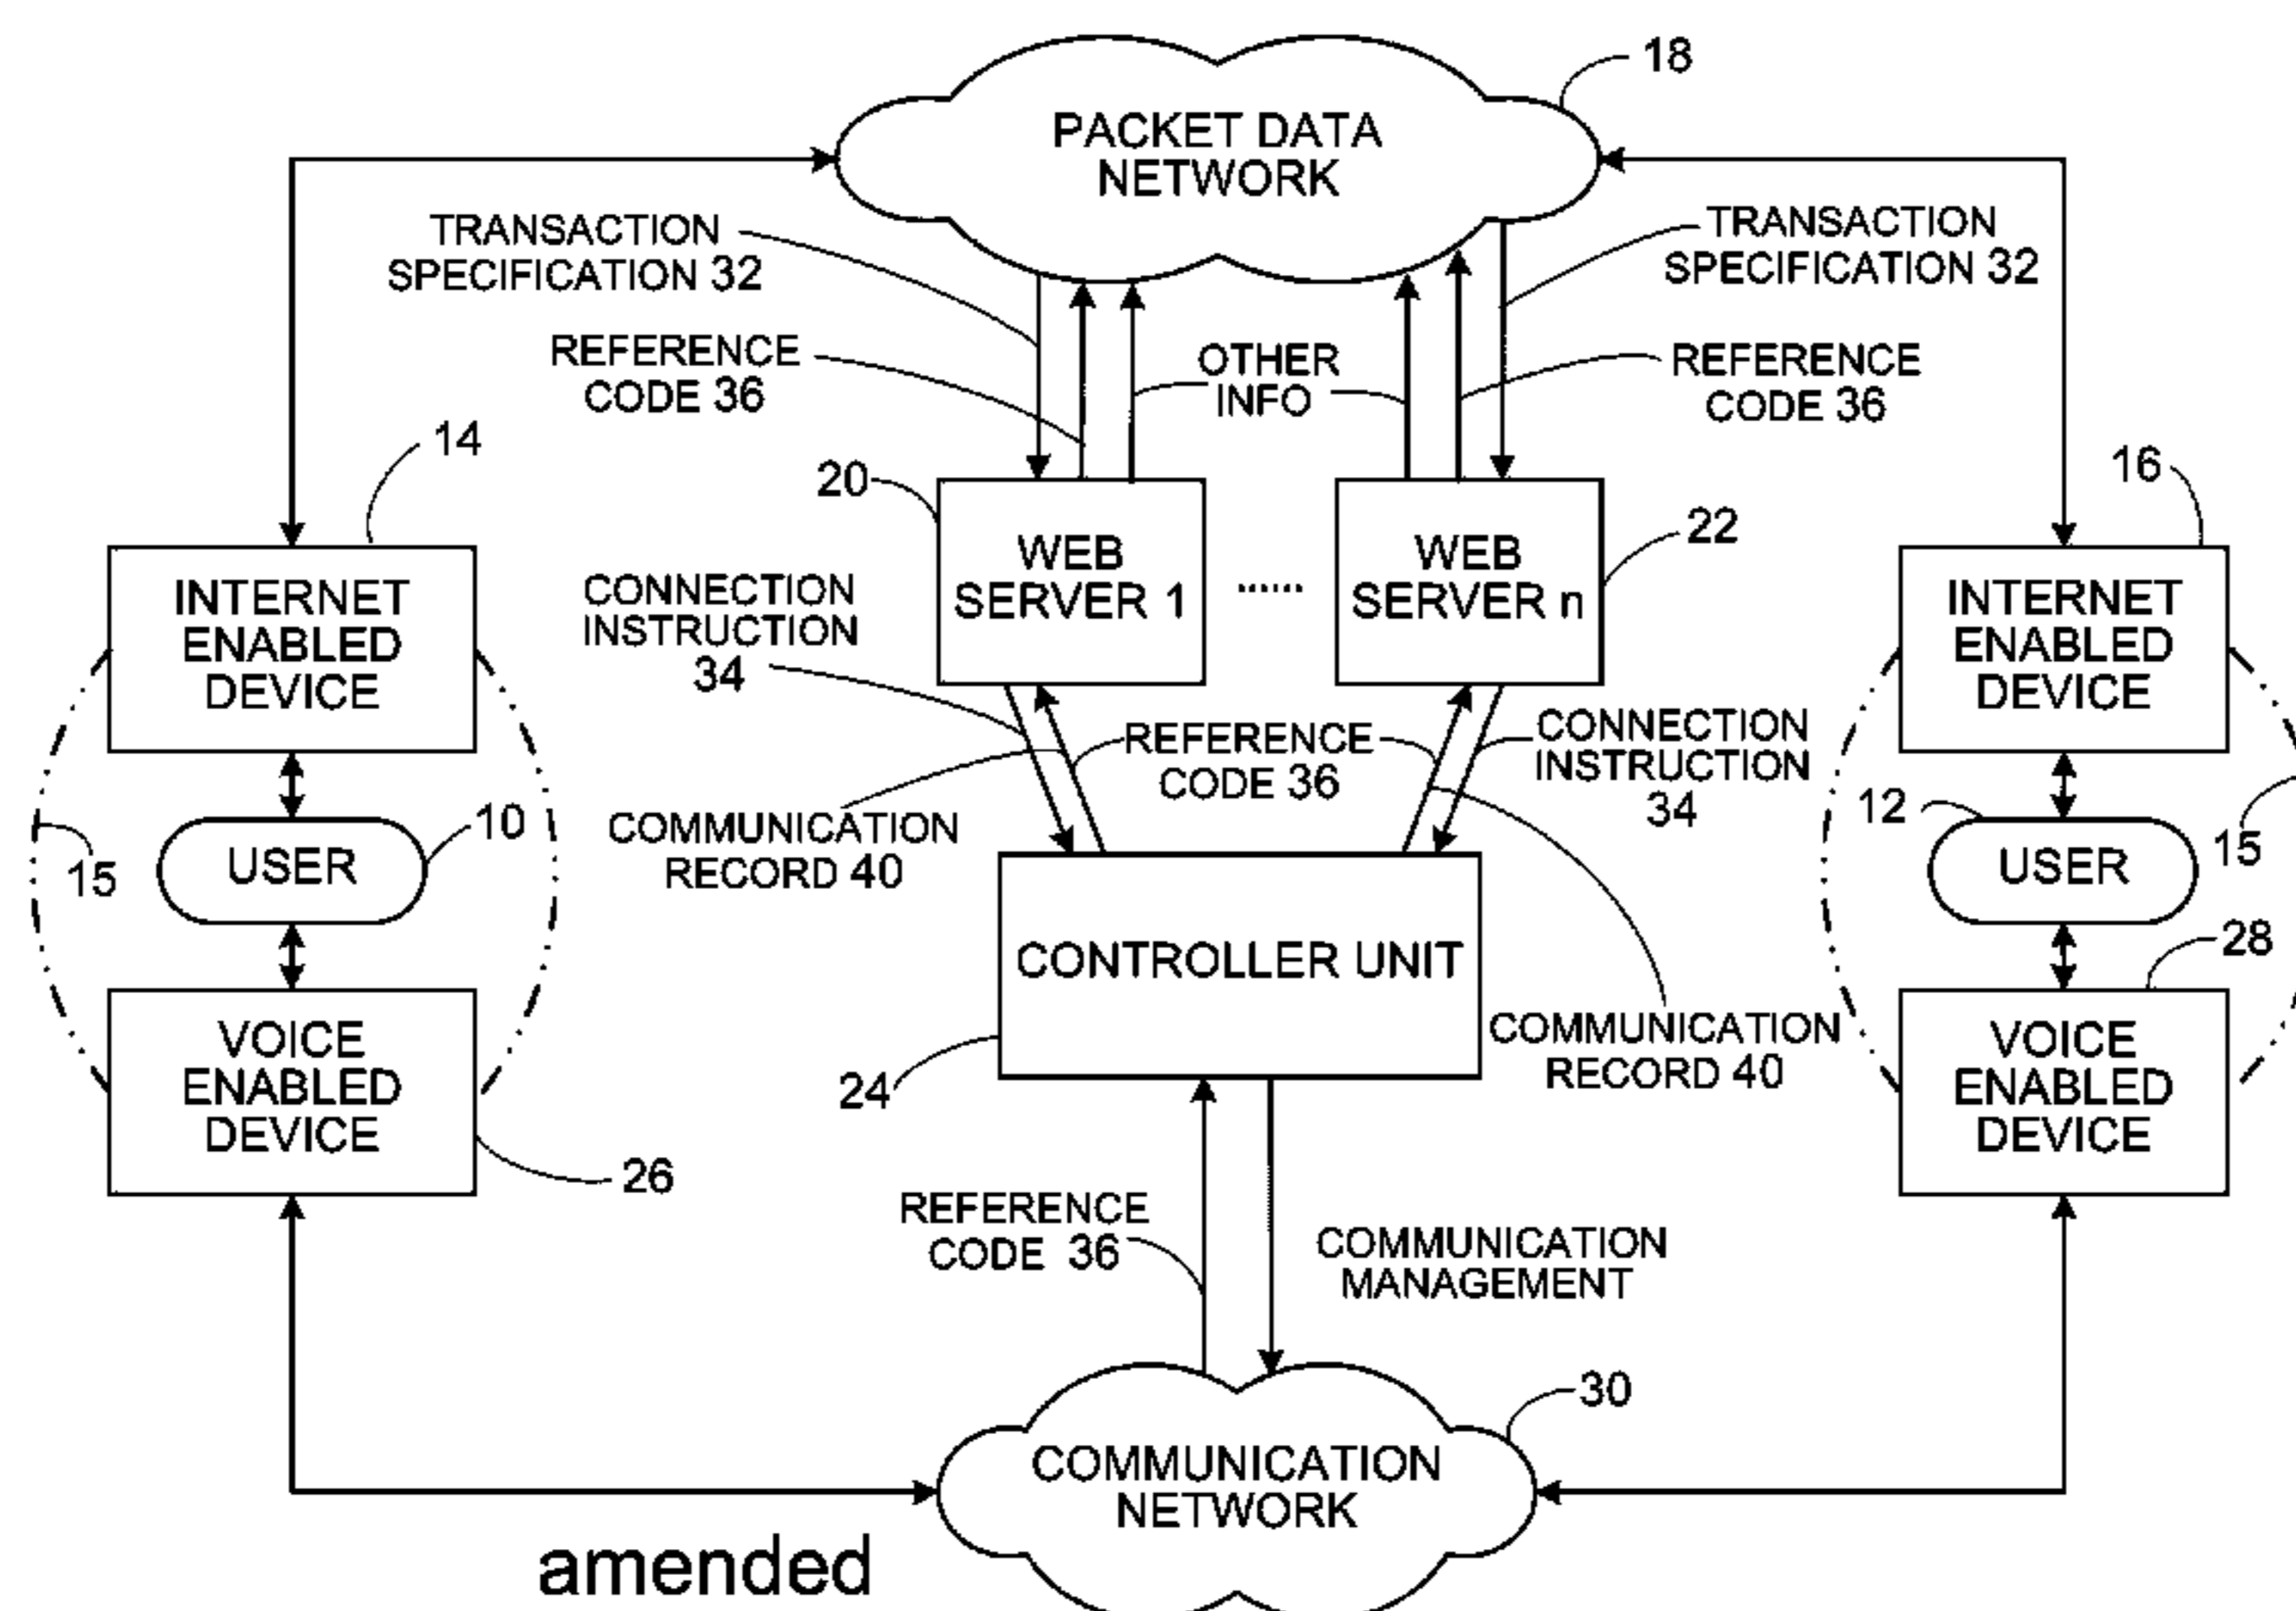 18
PACKET DATA
NETWORK
TRANSACTION
SPECIFICATION 32
TRANSACTION
SPECIFICATION 32
REFERENCE
CODE 36
OTHER
INFO
REFERENCE
CODE 36
14
20
16
22
INTERNET
ENABLED
DEVICE
CONNECTION
INSTRUCTION
34
WEB
SERVER 1
......
WEB
SERVER n
INTERNET
ENABLED
DEVICE
REFERENCE
CODE 36
CONNECTION
INSTRUCTION
34
15
USER
10
COMMUNICATION
RECORD 40
12
USER
15
CONTROLLER UNIT
24
COMMUNICATION
RECORD 40
28
VOICE
ENABLED
DEVICE
26
VOICE
ENABLED
DEVICE
REFERENCE
CODE 36
COMMUNICATION
MANAGEMENT
30
COMMUNICATION
NETWORK
amended